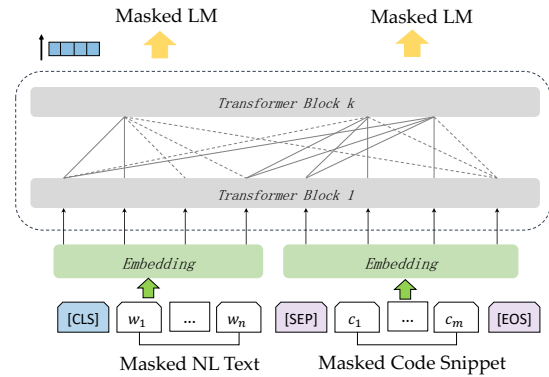 Masked LM Masked LM
Transformer Block k
Transformer Block 1
Embedding Embedding
[CLS] w₁ ... wₙ [SEP] c₁ ... cₘ [EOS]
Masked NL Text Masked Code Snippet